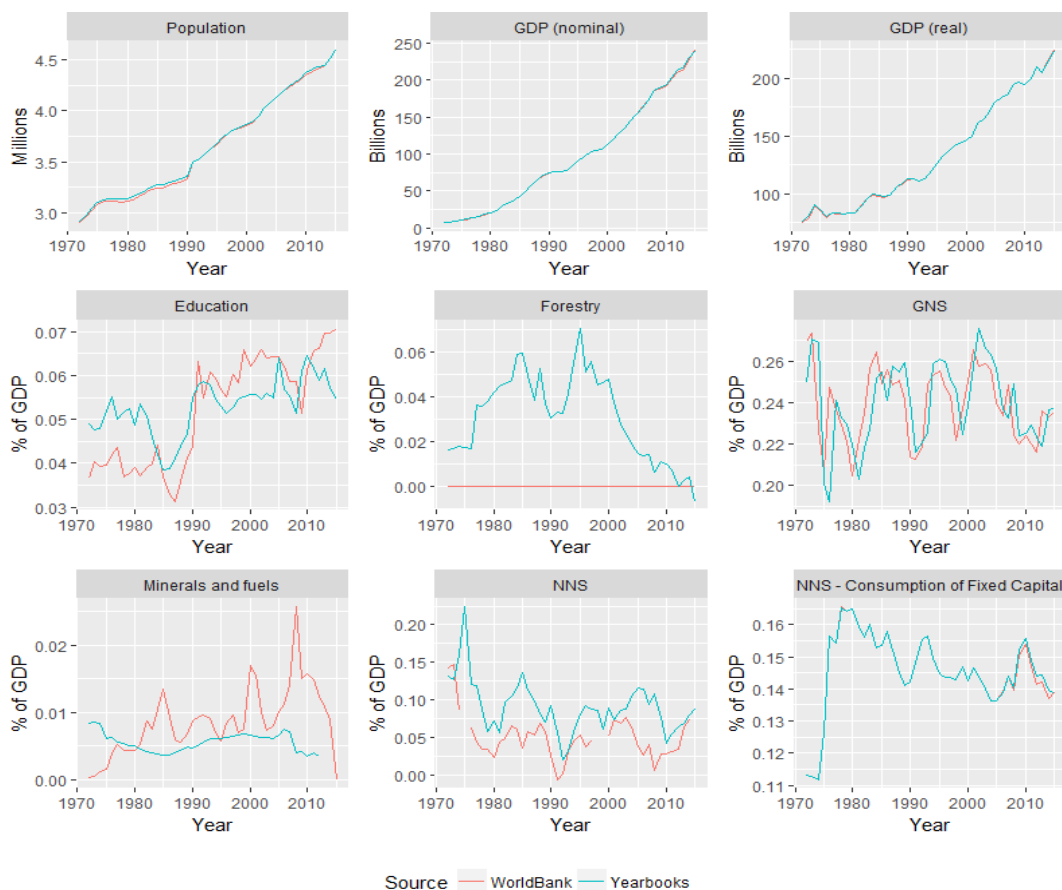 Population
Millions
4.5
4.0
3.5
3.0
1970 1980 1990 2000 2010
Year
GDP (nominal)
Billions
250
200
150
100
50
0
1970 1980 1990 2000 2010
Year
GDP (real)
Billions
200
150
100
1970 1980 1990 2000 2010
Year
Education
% of GDP
0.07
0.06
0.05
0.04
0.03
1970 1980 1990 2000 2010
Year
Forestry
% of GDP
0.06
0.04
0.02
0.00
1970 1980 1990 2000 2010
Year
GNS
% of GDP
0.26
0.24
0.22
0.20
1970 1980 1990 2000 2010
Year
Minerals and fuels
% of GDP
0.02
0.01
0.00
1970 1980 1990 2000 2010
Year
NNS
% of GDP
0.20
0.15
0.10
0.05
0.00
1970 1980 1990 2000 2010
Year
NNS - Consumption of Fixed Capital
% of GDP
0.16
0.15
0.14
0.13
0.12
0.11
1970 1980 1990 2000 2010
Year
Source WorldBank Yearbooks